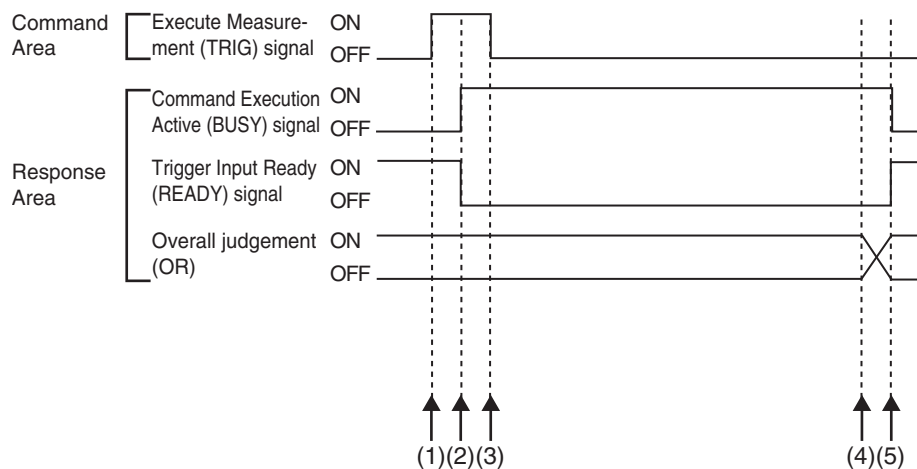 Command
Area
Execute Measure-
ment (TRIG) signal
ON
OFF
Response
Area
Command Execution
Active (BUSY) signal
ON
OFF
Trigger Input Ready
(READY) signal
ON
OFF
Overall judgement
(OR)
ON
OFF
(1)(2)(3)
(4)(5)